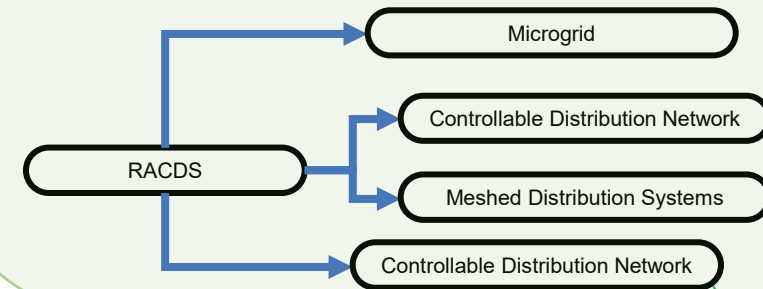 Microgrid
Controllable Distribution Network
RACDS
Meshed Distribution Systems
Controllable Distribution Network